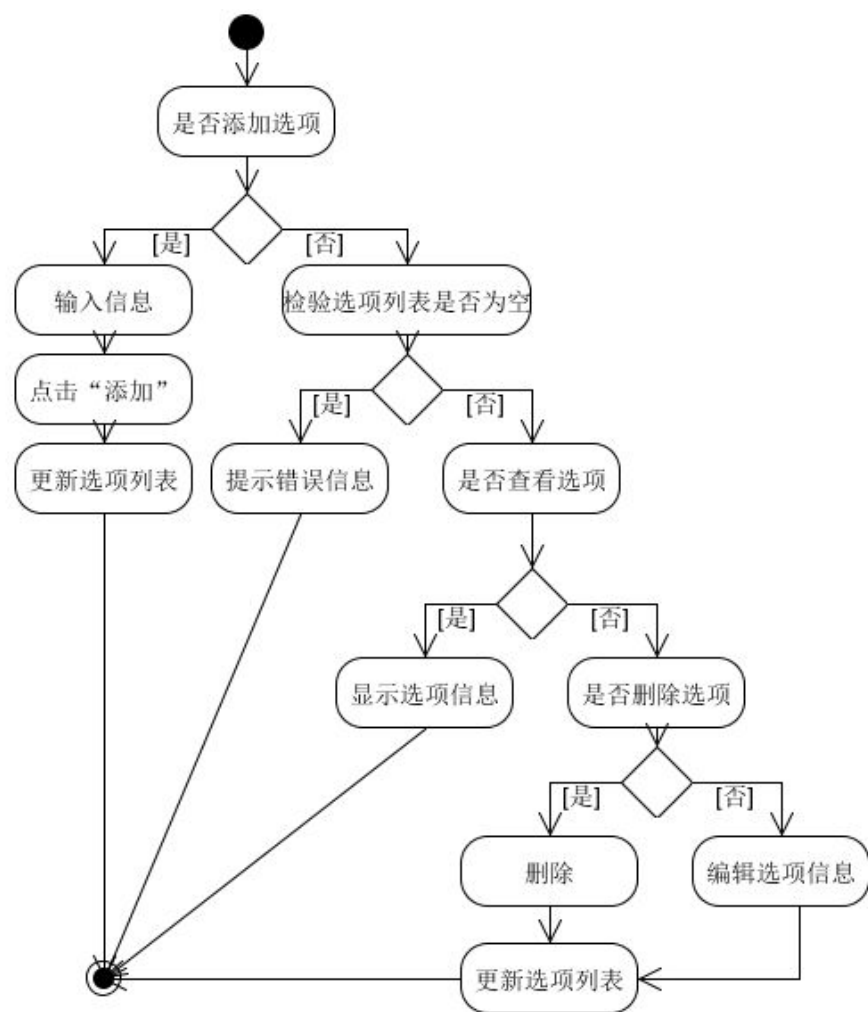 是否添加选项
[是]
[否]
输入信息
检验选项列表是否为空
点击“添加”
[是]
[否]
更新选项列表
提示错误信息
是否查看选项
[是]
[否]
显示选项信息
是否删除选项
[是]
[否]
删除
编辑选项信息
更新选项列表